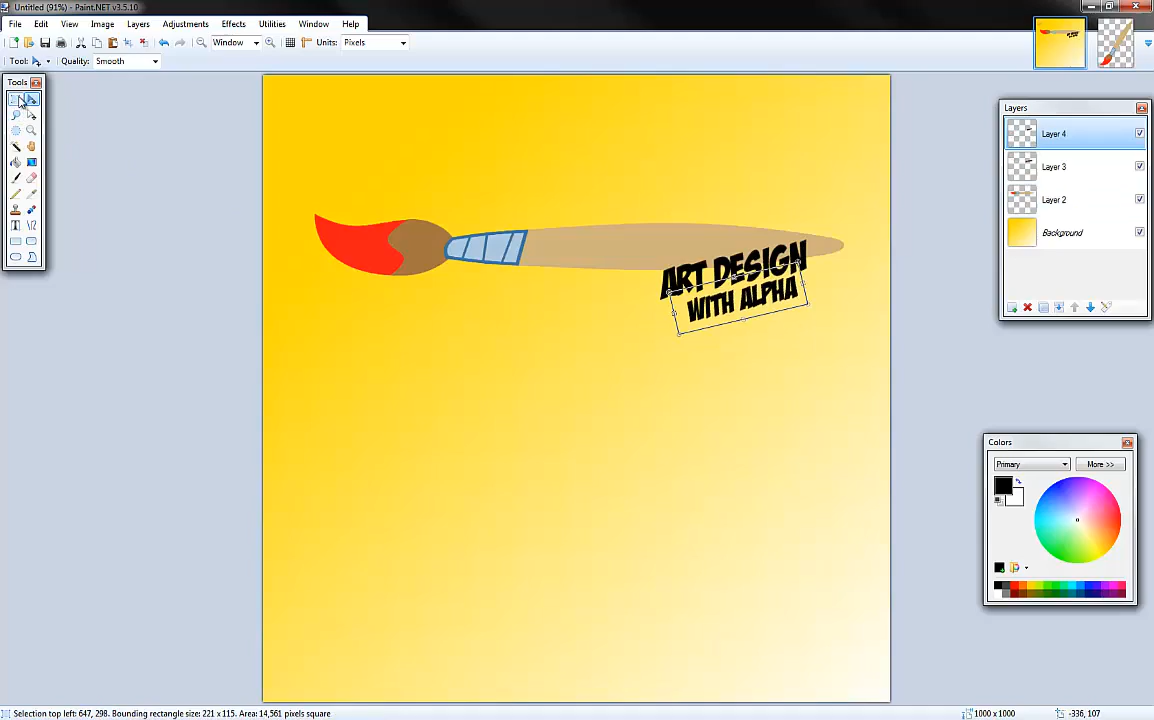 Untitled (91%) - Paint.NET v3.5.10
File Edit View Image Layers Adjustments Effects Utilities Window Help
Window Units: Pixels
Tool: Quality: Smooth
Tools
Layers
Layer 4
Layer 3
Layer 2
Background
ART DESIGN
WITH ALPHA
Colors
Primary More >>
Selection top left: 647, 298. Bounding rectangle size: 221 x 115. Area: 14,561 pixels square 1000 x 1000 -336, 107